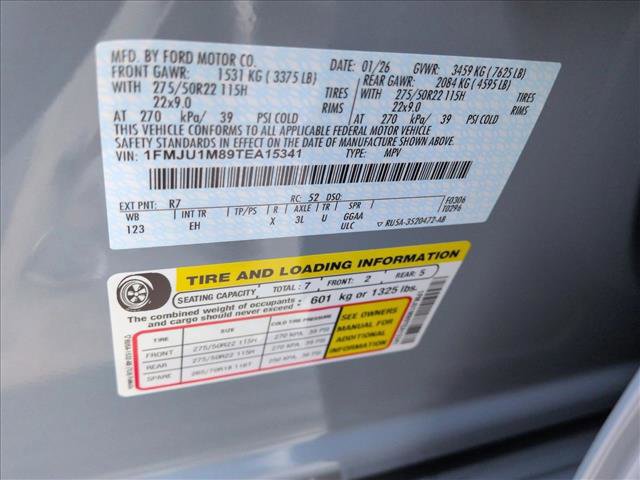 MFD. BY FORD MOTOR CO.
DATE: 01/26 GVWR: 3459 KG (7625 LB)
FRONT GAWR: 1531 KG (3375 LB) REAR GAWR: 2084 KG (4595 LB)
WITH 275/50R22 115H TIRES WITH 275/50R22 115H TIRES
22x9.0 RIMS 22x9.0 RIMS
AT 270 kPa/ 39 PSI COLD AT 270 kPa/ 39 PSI COLD
THIS VEHICLE CONFORMS TO ALL APPLICABLE FEDERAL MOTOR VEHICLE
SAFETY STANDARDS IN EFFECT ON THE DATE OF
VIN: 1FMJU1M89TEA15341 TYPE: MPV
EXT PNT: R7 RC: 52 DSO: F0306
WB INT TR TP/PS R AXLE TR SPR T0296
123 EH X 3L U GGAA
ULC RU5A-3520472-AB
TIRE AND LOADING INFORMATION
SEATING CAPACITY TOTAL: 7 FRONT: 2 REAR: 5
The combined weight of occupants and cargo should never exceed: 601 kg or 1325 lbs.
TIRE SIZE COLD TIRE PRESSURE
FRONT 275/50R22 115H 270 KPA, 39 PSI
REAR 275/50R22 115H 270 KPA, 39 PSI
SPARE
SEE OWNERS
MANUAL FOR
ADDITIONAL
INFORMATION